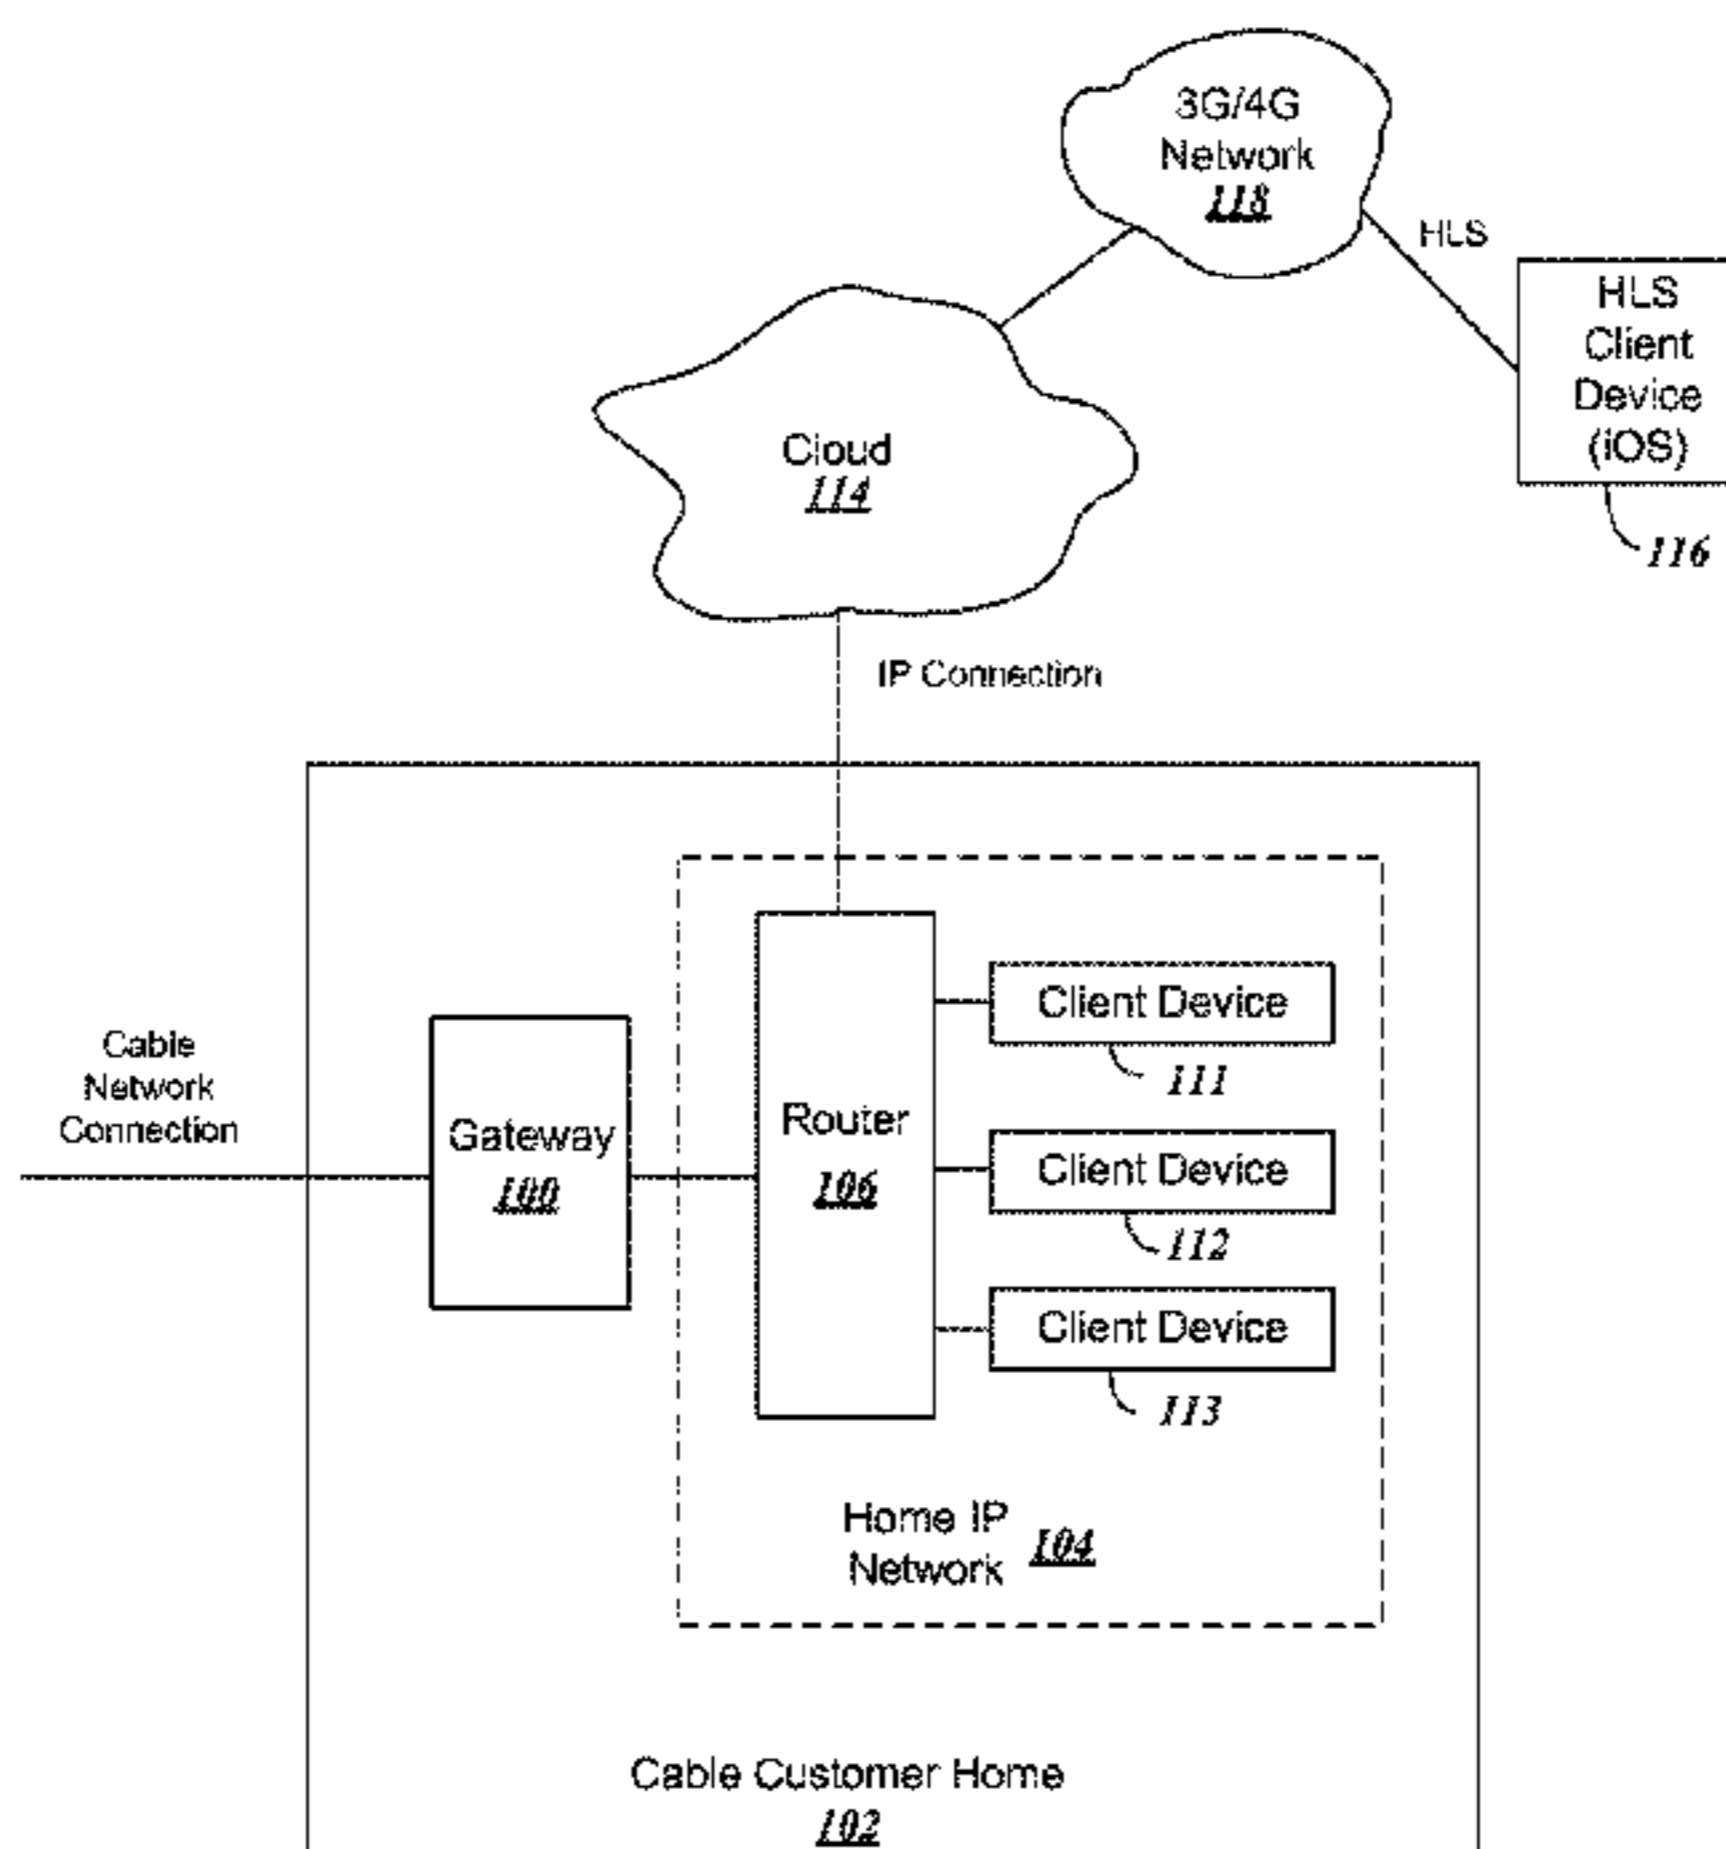 3G/4G
Network
118
HLS
HLS
Client
Device
(iOS)
116
Cloud
114
IP Connection
Cable
Network
Connection
Gateway
100
Router
106
Client Device
111
Client Device
112
Client Device
113
Home IP
Network
104
Cable Customer Home
102